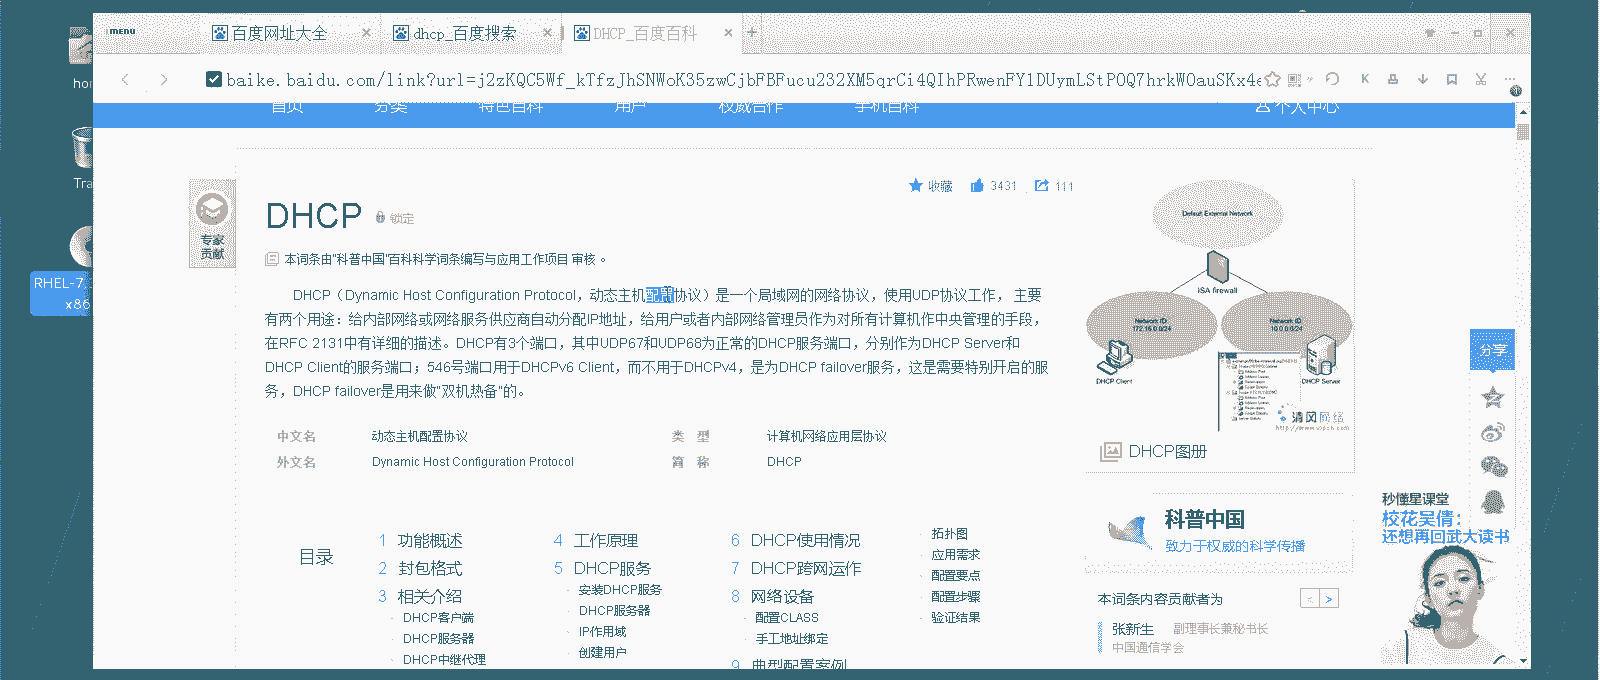 menu
百度网址大全
dhcp_百度搜索
DHCP_百度百科
baike.baidu.com/link?url=j2zKQC5Wf_kTfzJhSNWoK35zwCjbFBFucu232XM5qrCi4QIhPRwenFY1DUymLStPOQ7hrkWOauSKx4e
首页 分类 特色百科 用户 权威合作 手机百科 个人中心
RHEL-7.
x86
专家
贡献
收藏 3431 111
DHCP 锁定
本词条由"科普中国"百科科学词条编写与应用工作项目 审核 。
DHCP（Dynamic Host Configuration Protocol，动态主机配置协议）是一个局域网的网络协议，使用UDP协议工作， 主要
有两个用途：给内部网络或网络服务供应商自动分配IP地址，给用户或者内部网络管理员作为对所有计算机作中央管理的手段，
在RFC 2131中有详细的描述。DHCP有3个端口，其中UDP67和UDP68为正常的DHCP服务端口，分别作为DHCP Server和
DHCP Client的服务端口；546号端口用于DHCPv6 Client，而不用于DHCPv4，是为DHCP failover服务，这是需要特别开启的服
务，DHCP failover是用来做"双机热备"的。
中文名 动态主机配置协议 类 型 计算机网络应用层协议
外文名 Dynamic Host Configuration Protocol 简 称 DHCP
目录
1 功能概述
2 封包格式
3 相关介绍
· DHCP客户端
· DHCP服务器
· DHCP中继代理
4 工作原理
5 DHCP服务
· 安装DHCP服务
· DHCP服务器
· IP作用域
· 创建用户
6 DHCP使用情况
7 DHCP跨网运作
8 网络设备
· 配置CLASS
· 手工地址绑定
9 典型配置案例
· 拓扑图
· 应用需求
· 配置要点
· 配置步骤
· 验证结果
Default External Network
ISA firewall
Network ID
172.16.0.0/24
Network ID
10.0.0.0/24
DHCP Client
DHCP Server
清风网络
DHCP图册
科普中国
致力于权威的科学传播
本词条内容贡献者为
张新生 副理事长兼秘书长
中国通信学会
分享
秒懂星课堂
校花吴倩：
还想再回武大读书